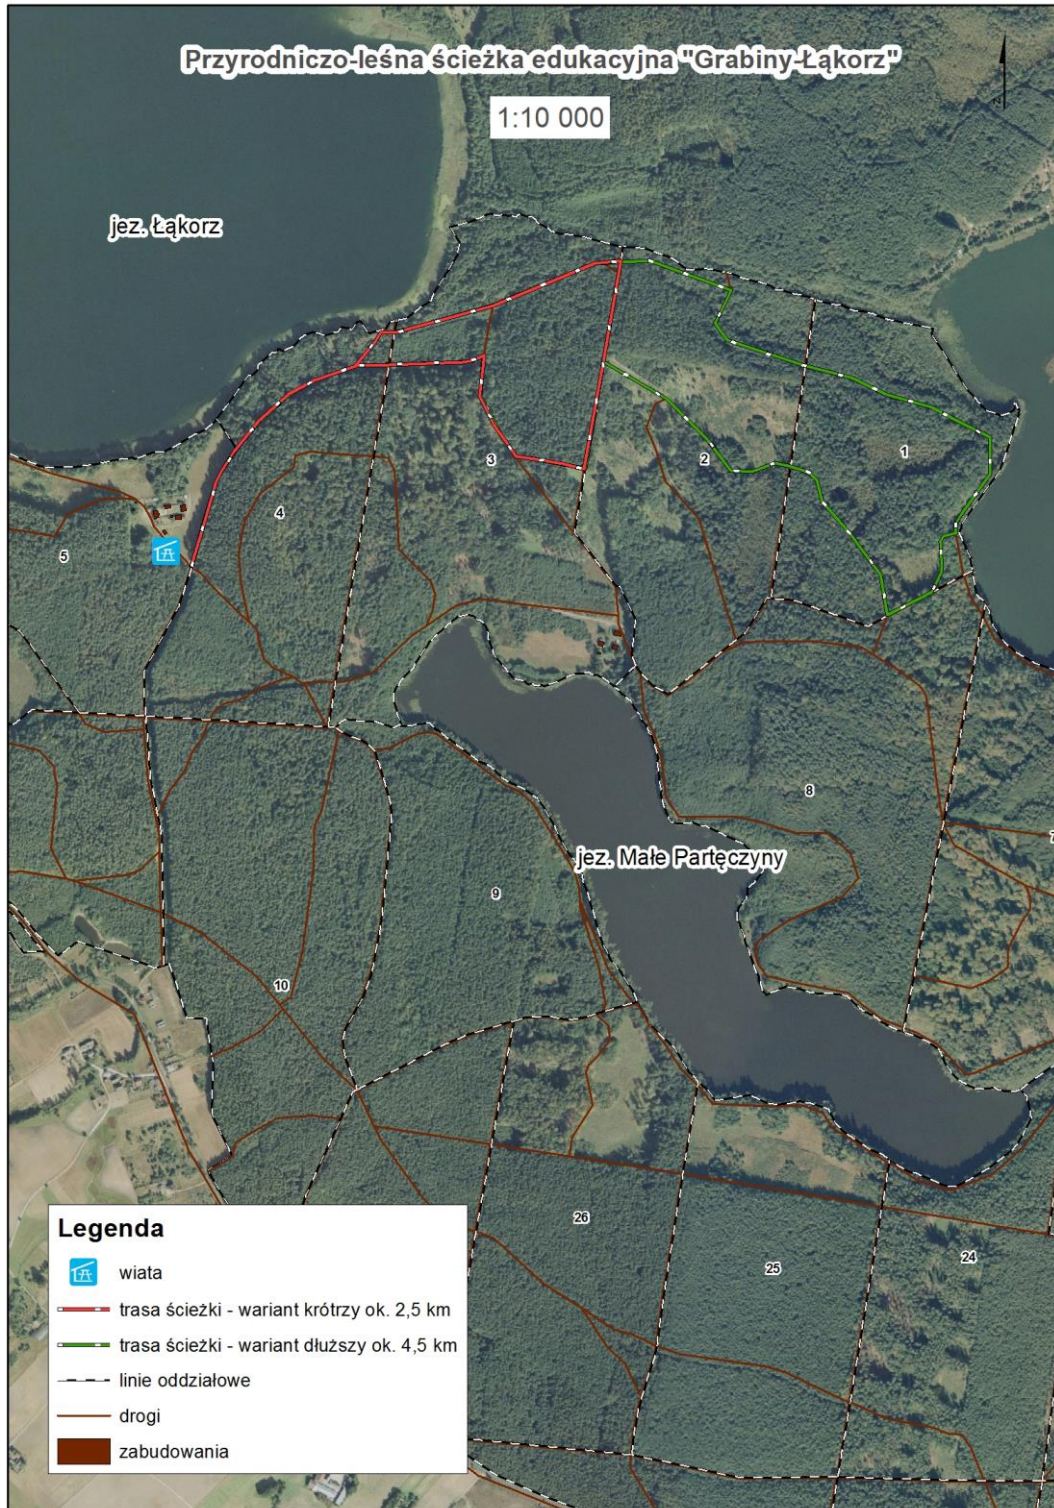 Przyrodniczo-leśna ścieżka edukacyjna "Grabiny-Łąkorz"
1:10 000
Z
jez. Łąkorz
3
2
1
4
5
8
7
jez. Małe Partęczyny
9
10
26
25
24
Legenda
wiata
trasa ścieżki - wariant krótrzy ok. 2,5 km
trasa ścieżki - wariant dłuższy ok. 4,5 km
linie oddziałowe
drogi
zabudowania